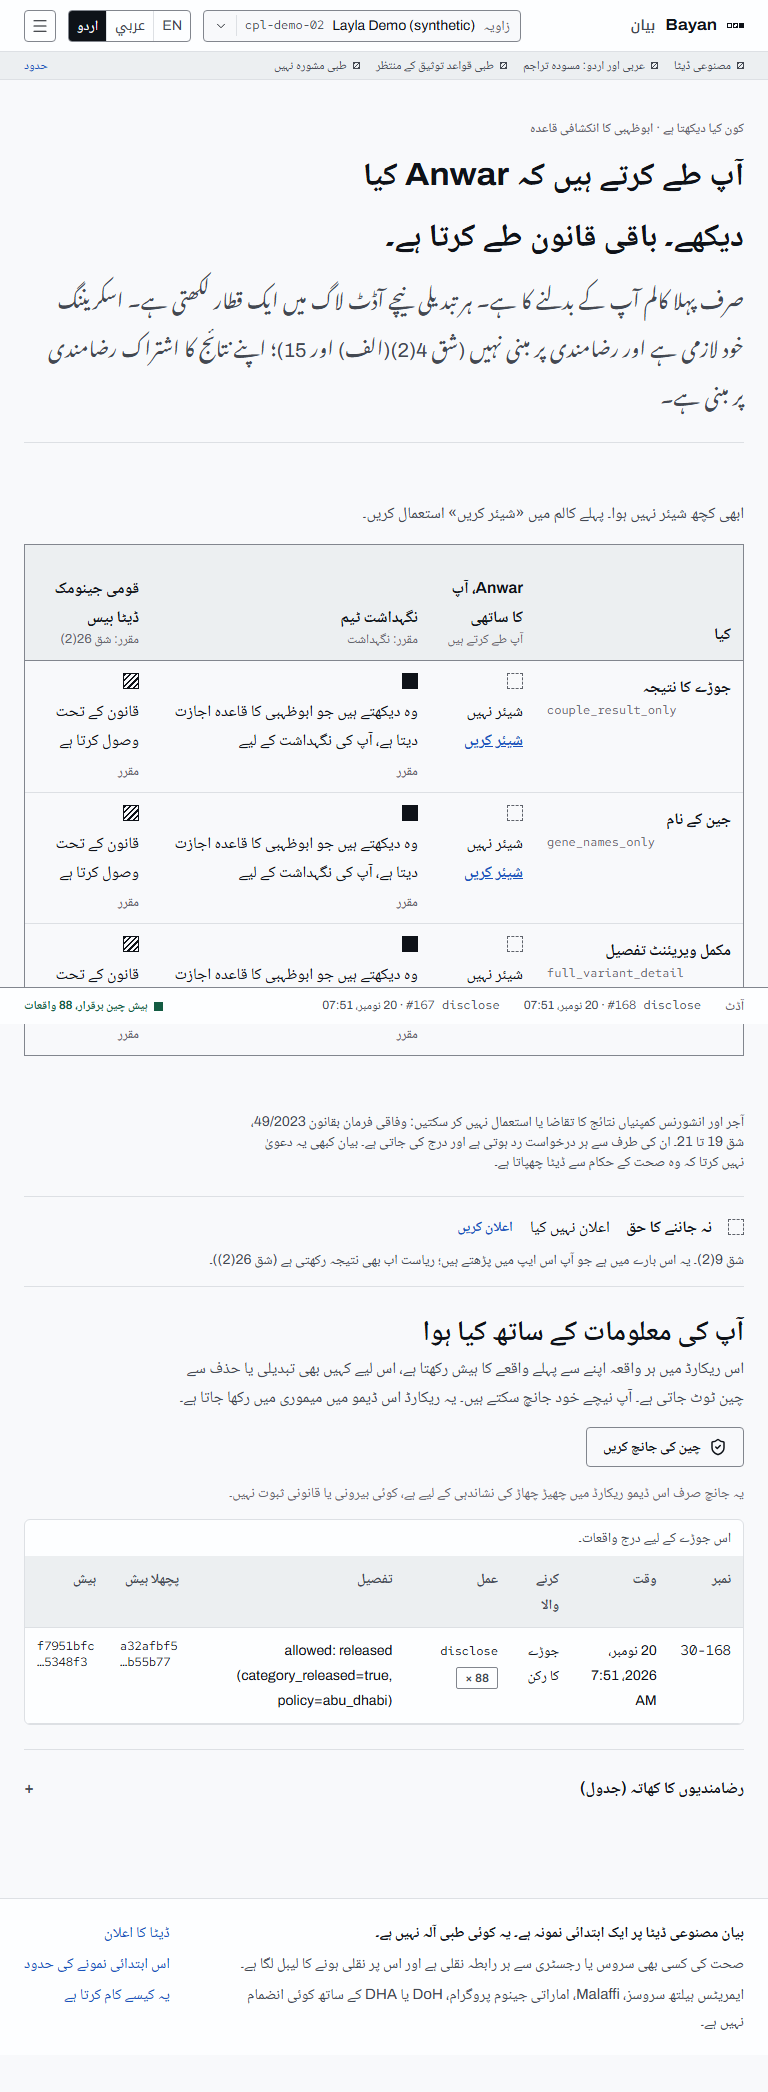 Bayan بیان
زاویہ Layla Demo (synthetic) cpl-demo-02
EN عربي اردو
مصنوعی ڈیٹا
عربی اور اردو: مسودہ تراجم
طبی قواعد توثیق کے منتظر
طبی مشورہ نہیں
حدود
کون کیا دیکھتا ہے · ابوظہبی کا انکشافی قاعدہ
آپ طے کرتے ہیں کہ Anwar کیا
دیکھے۔ باقی قانون طے کرتا ہے۔
صرف پہلا کالم آپ کے بدلنے کا ہے۔ ہر تبدیلی نیچے آڈٹ لاگ میں ایک قطار لکھتی ہے۔ اسکریننگ
خود لازمی ہے اور رضامندی پر مبنی نہیں (شق 4(2)(الف) اور 15)؛ اپنے نتائج کا اشتراک رضامندی
پر مبنی ہے۔
ابھی کچھ شیئر نہیں ہوا۔ پہلے کالم میں «شیئر کریں» استعمال کریں۔
کیا
Anwar، آپ
کا ساتھی
آپ طے کرتے ہیں
نگہداشت ٹیم
مقرر: نگہداشت
قومی جینومک
ڈیٹا بیس
مقرر: شق 26(2)
جوڑے کا نتیجہ
couple_result_only
شیئر نہیں
شیئر کریں
وہ دیکھتے ہیں جو ابوظہبی کا قاعدہ اجازت
دیتا ہے، آپ کی نگہداشت کے لیے
مقرر
قانون کے تحت
وصول کرتا ہے
مقرر
جین کے نام
gene_names_only
شیئر نہیں
شیئر کریں
وہ دیکھتے ہیں جو ابوظہبی کا قاعدہ اجازت
دیتا ہے، آپ کی نگہداشت کے لیے
مقرر
قانون کے تحت
وصول کرتا ہے
مقرر
مکمل ویریئنٹ تفصیل
full_variant_detail
شیئر نہیں
وہ دیکھتے ہیں جو ابوظہبی کا قاعدہ اجازت
قانون کے تحت
آڈٹ
disclose #168 · 20 نومبر، 07:51
disclose #167 · 20 نومبر، 07:51
ہیش چین برقرار، 88 واقعات
مقرر
مقرر
آجر اور انشورنس کمپنیاں نتائج کا تقاضا یا استعمال نہیں کر سکتیں: وفاقی فرمان بقانون 49/2023،
شق 19 تا 21۔ ان کی طرف سے ہر درخواست رد ہوتی ہے اور درج کی جاتی ہے۔ بیان کبھی یہ دعویٰ
نہیں کرتا کہ وہ صحت کے حکام سے ڈیٹا چھپاتا ہے۔
نہ جاننے کا حق اعلان نہیں کیا اعلان کریں
شق 9(2)۔ یہ اس بارے میں ہے جو آپ اس ایپ میں پڑھتے ہیں؛ ریاست اب بھی نتیجہ رکھتی ہے (شق 26(2))۔
آپ کی معلومات کے ساتھ کیا ہوا
اس ریکارڈ میں ہر واقعہ اپنے سے پہلے واقعے کا ہیش رکھتا ہے، اس لیے کہیں بھی تبدیلی یا حذف سے
چین ٹوٹ جاتی ہے۔ آپ نیچے خود جانچ سکتے ہیں۔ یہ ریکارڈ اس ڈیمو میں میموری میں رکھا جاتا ہے۔
چین کی جانچ کریں
یہ جانچ صرف اس ڈیمو ریکارڈ میں چھیڑ چھاڑ کی نشاندہی کے لیے ہے، کوئی بیرونی یا قانونی ثبوت نہیں۔
اس جوڑے کے لیے درج واقعات۔
نمبر
وقت
کرنے
والا
عمل
تفصیل
پچھلا ہیش
ہیش
30-168
20 نومبر،
2026، 7:51
AM
جوڑے
کا رکن
disclose
88 ×
allowed: released
(category_released=true,
policy=abu_dhabi)
a32afbf5
…b55b77
f7951bfc
…5348f3
رضامندیوں کا کھاتہ (جدول) +
بیان مصنوعی ڈیٹا پر ایک ابتدائی نمونہ ہے۔ یہ کوئی طبی آلہ نہیں ہے۔
صحت کی کسی بھی سروس یا رجسٹری سے ہر رابطہ نقلی ہے اور اس پر نقلی ہونے کا لیبل لگا ہے۔
ایمریٹس ہیلتھ سروسز، Malaffi، اماراتی جینوم پروگرام، DoH یا DHA کے ساتھ کوئی انضمام
نہیں ہے۔
ڈیٹا کا اعلان
اس ابتدائی نمونے کی حدود
یہ کیسے کام کرتا ہے